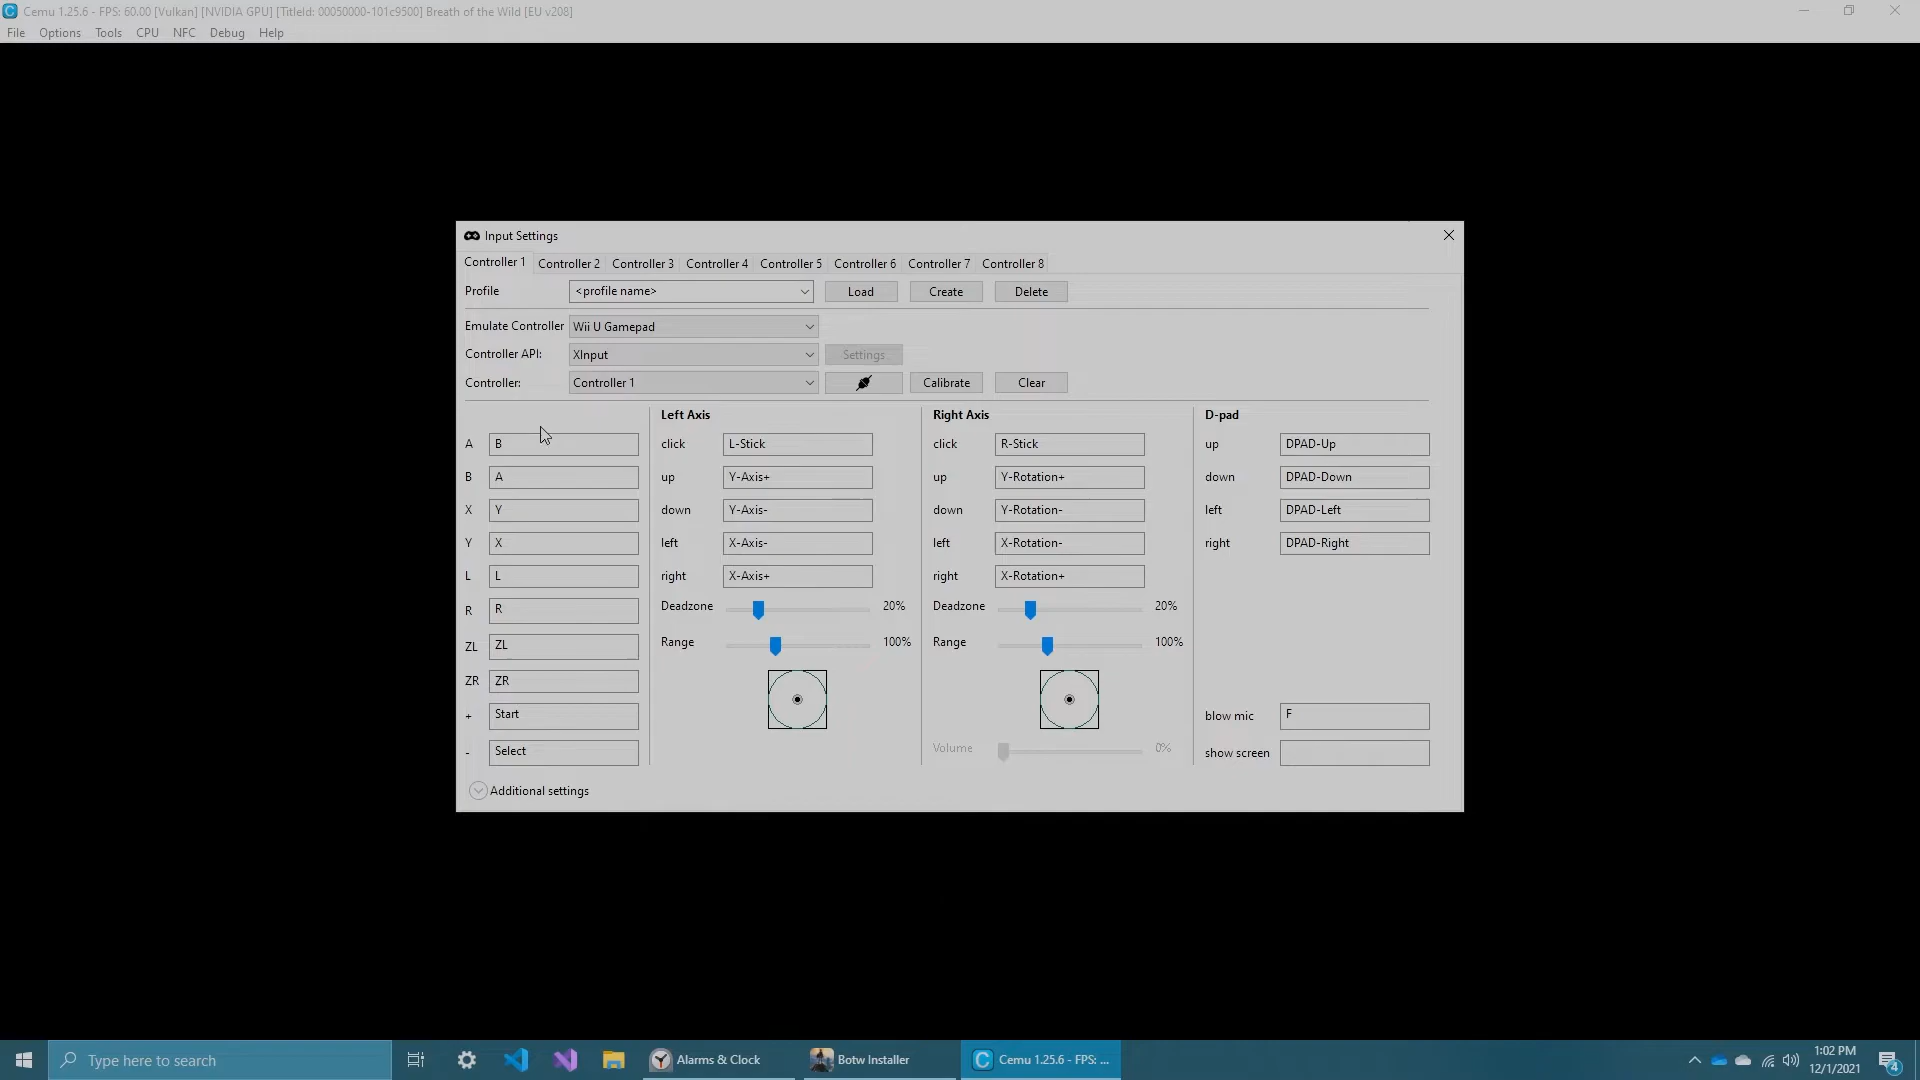 Cemu 1.25.6 - FPS: 60.00 [Vulkan] [NVIDIA GPU] [TitleId: 00050000-101c9500] Breath of the Wild [EU v208]
File Options Tools CPU NFC Debug Help
Input Settings
Controller 1 Controller 2 Controller 3 Controller 4 Controller 5 Controller 6 Controller 7 Controller 8
Profile <profile name> Load Create Delete
Emulate Controller Wii U Gamepad
Controller API: XInput Settings
Controller: Controller 1 Calibrate Clear
Left Axis Right Axis D-pad
A B click L-Stick click R-Stick up DPAD-Up
B A up Y-Axis+ up Y-Rotation+ down DPAD-Down
X Y down Y-Axis- down Y-Rotation- left DPAD-Left
Y X left X-Axis- left X-Rotation- right DPAD-Right
L L right X-Axis+ right X-Rotation+
R R Deadzone 20% Deadzone 20%
ZL ZL Range 100% Range 100%
ZR ZR
+ Start blow mic F
- Select Volume 0% show screen
Additional settings
Type here to search Alarms & Clock Botw Installer Cemu 1.25.6 - FPS: ... 1:02 PM
12/1/2021 4